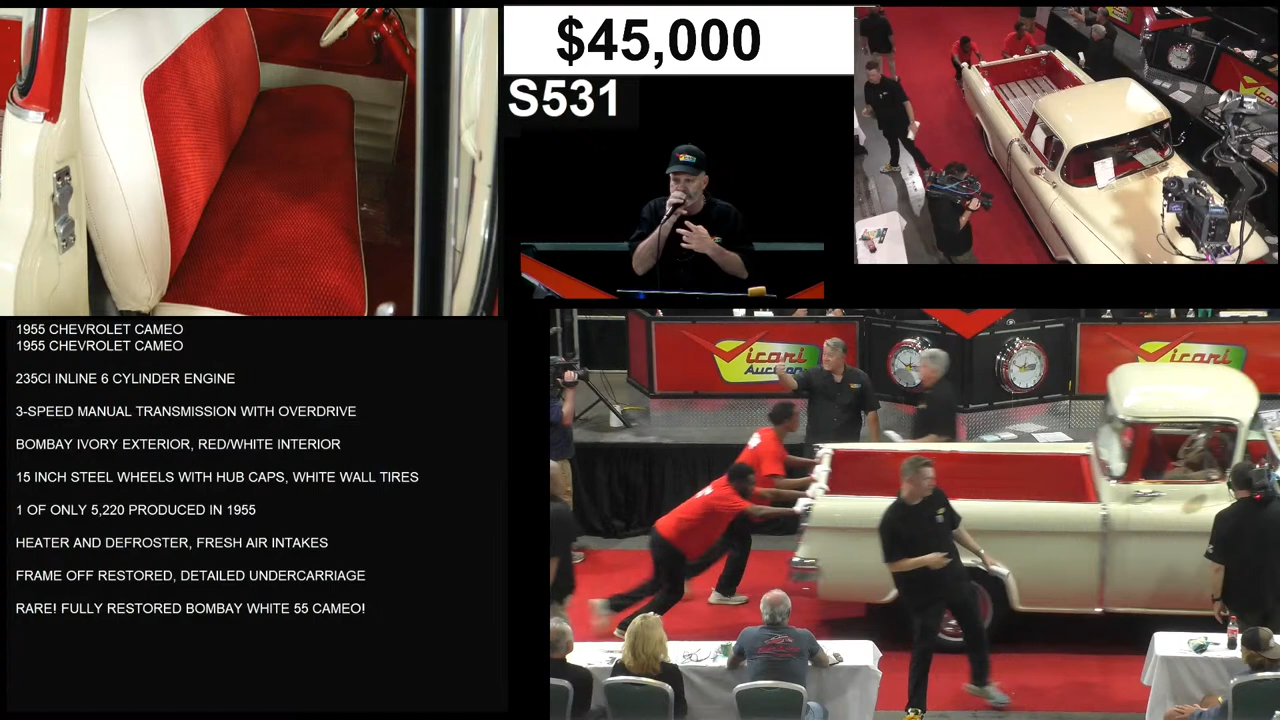 $45,000
S531
1955 CHEVROLET CAMEO
1955 CHEVROLET CAMEO
235CI INLINE 6 CYLINDER ENGINE
3-SPEED MANUAL TRANSMISSION WITH OVERDRIVE
BOMBAY IVORY EXTERIOR, RED/WHITE INTERIOR
15 INCH STEEL WHEELS WITH HUB CAPS, WHITE WALL TIRES
1 OF ONLY 5,220 PRODUCED IN 1955
HEATER AND DEFROSTER, FRESH AIR INTAKES
FRAME OFF RESTORED, DETAILED UNDERCARRIAGE
RARE! FULLY RESTORED BOMBAY WHITE 55 CAMEO!
Vicari
Auction
Vicari